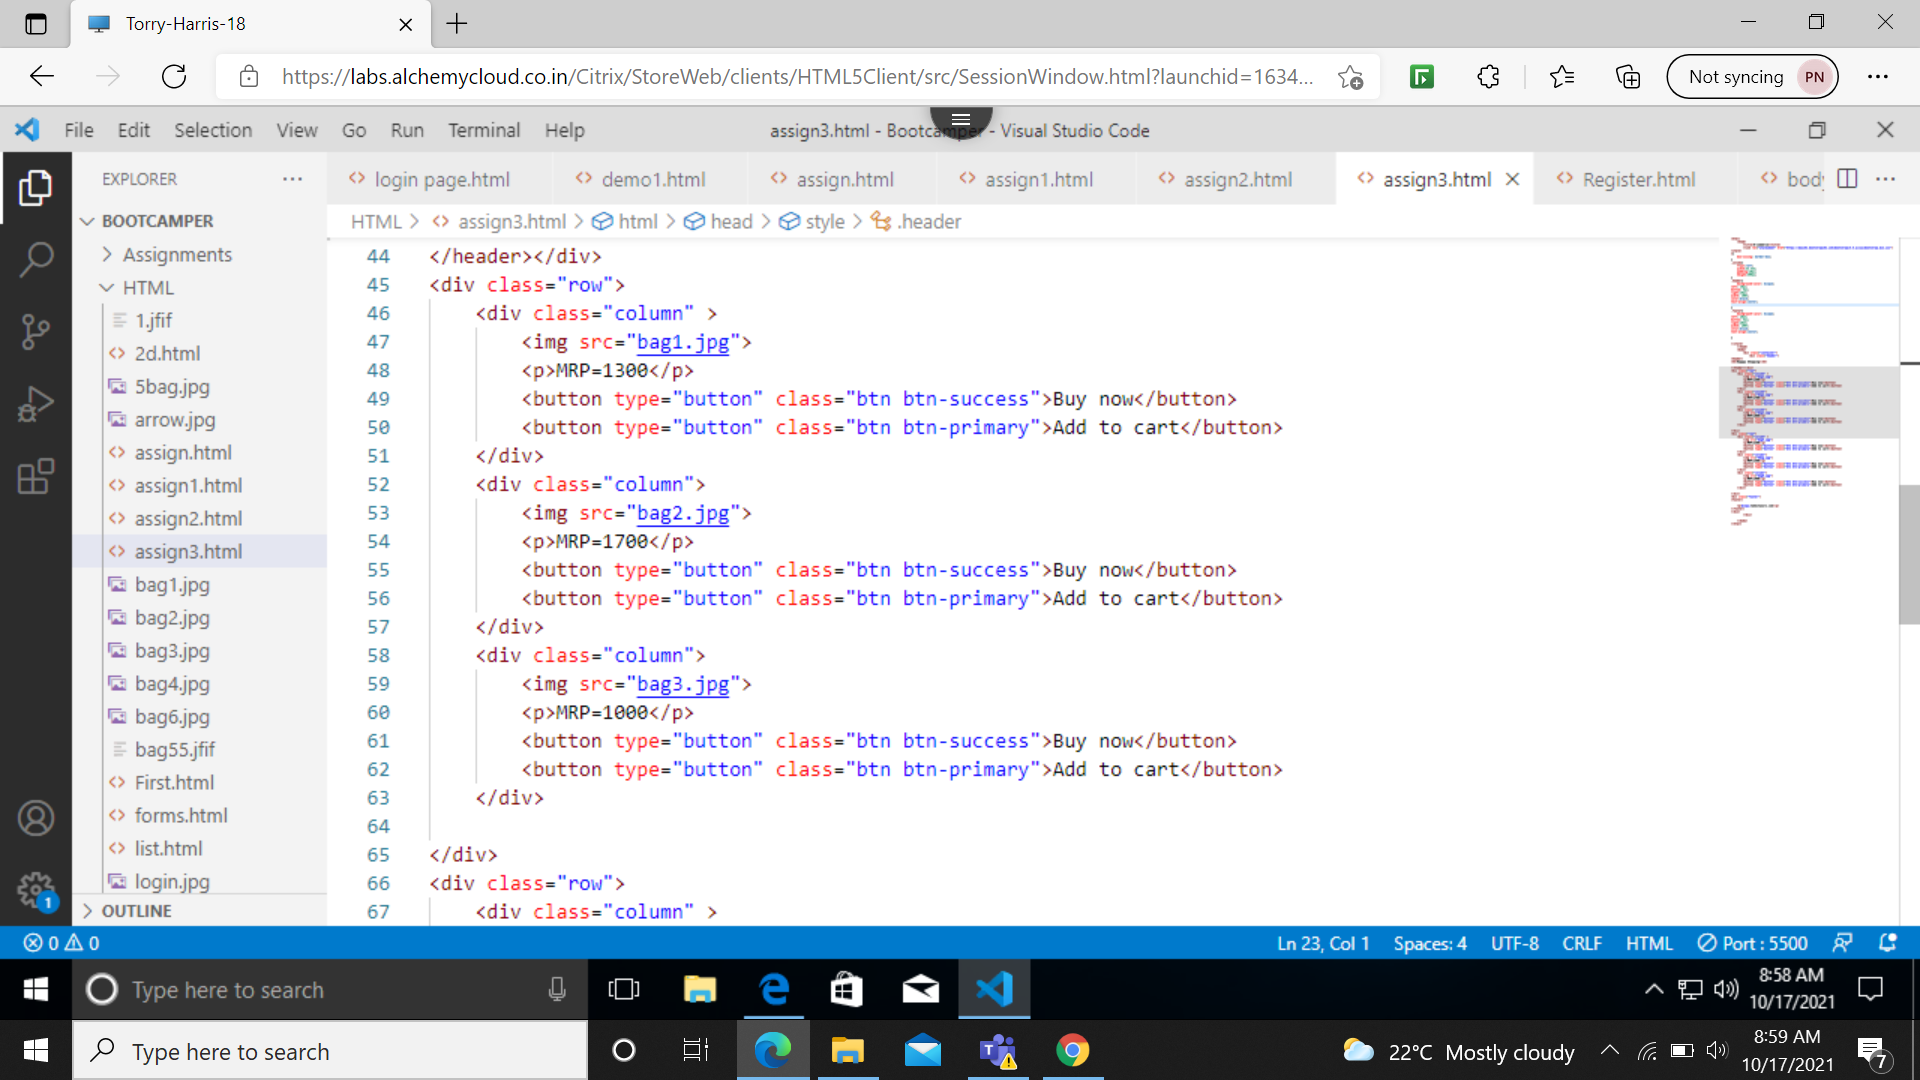 Torry-Harris-18
https://labs.alchemycloud.co.in/Citrix/StoreWeb/clients/HTML5Client/src/SessionWindow.html?launchid=1634...
Not syncing PN
File Edit Selection View Go Run Terminal Help
assign3.html - Bootcamper - Visual Studio Code
EXPLORER
login page.html demo1.html assign.html assign1.html assign2.html assign3.html Register.html body
BOOTCAMPER
HTML > assign3.html > html > head > style > .header
Assignments
HTML
1.jfif
2d.html
5bag.jpg
arrow.jpg
assign.html
assign1.html
assign2.html
assign3.html
bag1.jpg
bag2.jpg
bag3.jpg
bag4.jpg
bag6.jpg
bag55.jfif
First.html
forms.html
list.html
login.jpg
OUTLINE
44 </header></div>
45 <div class="row">
46 <div class="column" >
47 <img src="bag1.jpg">
48 <p>MRP=1300</p>
49 <button type="button" class="btn btn-success">Buy now</button>
50 <button type="button" class="btn btn-primary">Add to cart</button>
51 </div>
52 <div class="column">
53 <img src="bag2.jpg">
54 <p>MRP=1700</p>
55 <button type="button" class="btn btn-success">Buy now</button>
56 <button type="button" class="btn btn-primary">Add to cart</button>
57 </div>
58 <div class="column">
59 <img src="bag3.jpg">
60 <p>MRP=1000</p>
61 <button type="button" class="btn btn-success">Buy now</button>
62 <button type="button" class="btn btn-primary">Add to cart</button>
63 </div>
64
65 </div>
66 <div class="row">
67 <div class="column" >
1
0 0
Ln 23, Col 1 Spaces: 4 UTF-8 CRLF HTML Port : 5500
Type here to search
8:58 AM
10/17/2021
Type here to search
22°C Mostly cloudy
8:59 AM
10/17/2021
7